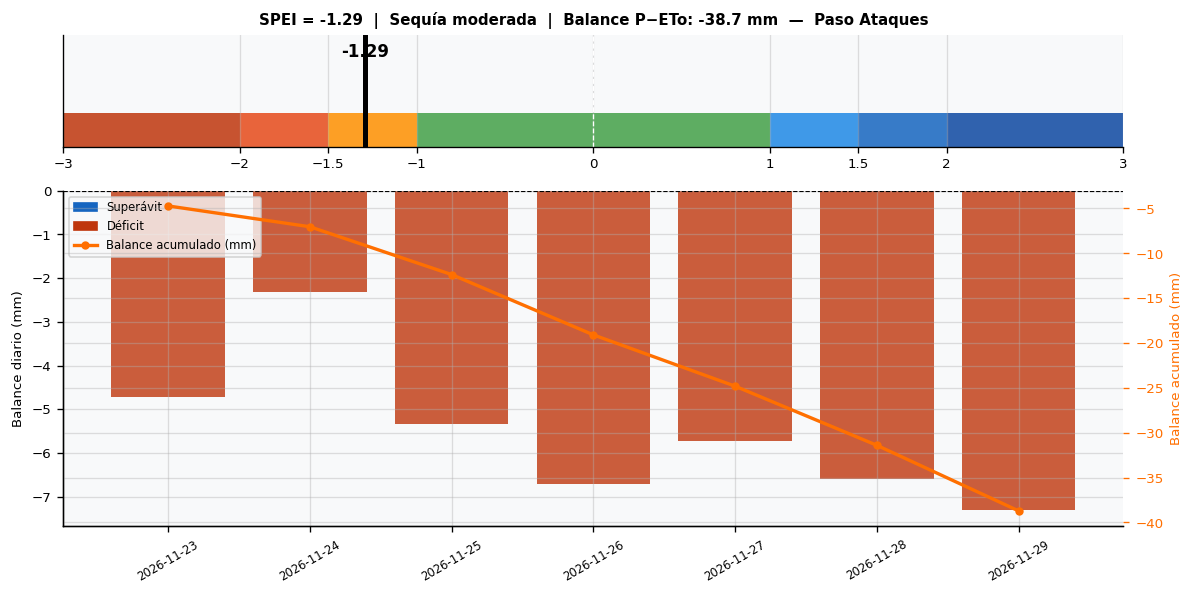 SPEI = -1.29 | Sequía moderada | Balance P−ETo: -38.7 mm — Paso Ataques
-1.29
−3 −2 −1.5 −1 0 1 1.5 2 3
Superávit
Déficit
Balance acumulado (mm)
Balance diario (mm)
0
−1
−2
−3
−4
−5
−6
−7
−5
−10
−15
−20
−25
−30
−35
−40
Balance acumulado (mm)
2026-11-23 2026-11-24 2026-11-25 2026-11-26 2026-11-27 2026-11-28 2026-11-29